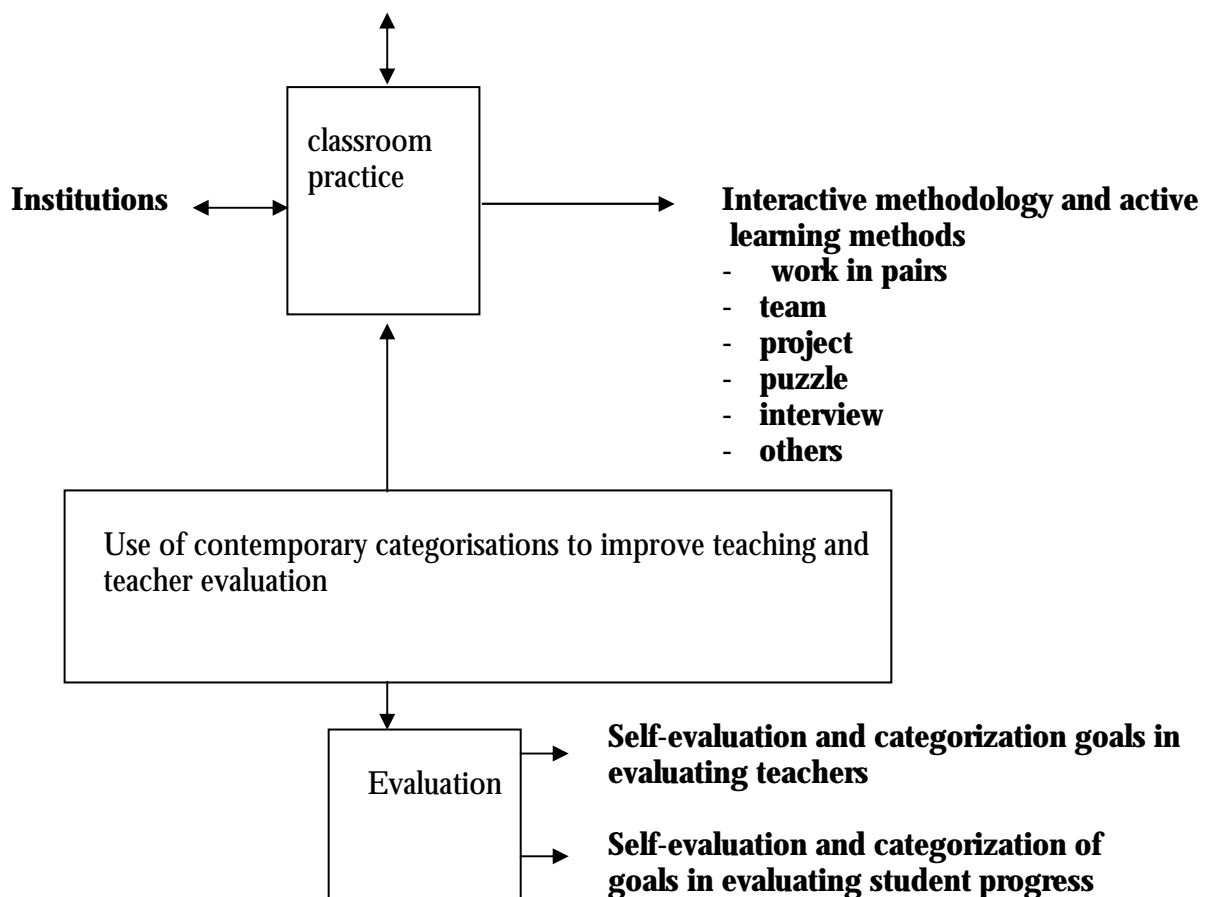 classroom
practice
Institutions
Interactive methodology and active
learning methods
- work in pairs
- team
- project
- puzzle
- interview
- others
Use of contemporary categorisations to improve teaching and
teacher evaluation
Self-evaluation and categorization goals in
evaluating teachers
Evaluation
Self-evaluation and categorization of
goals in evaluating student progress